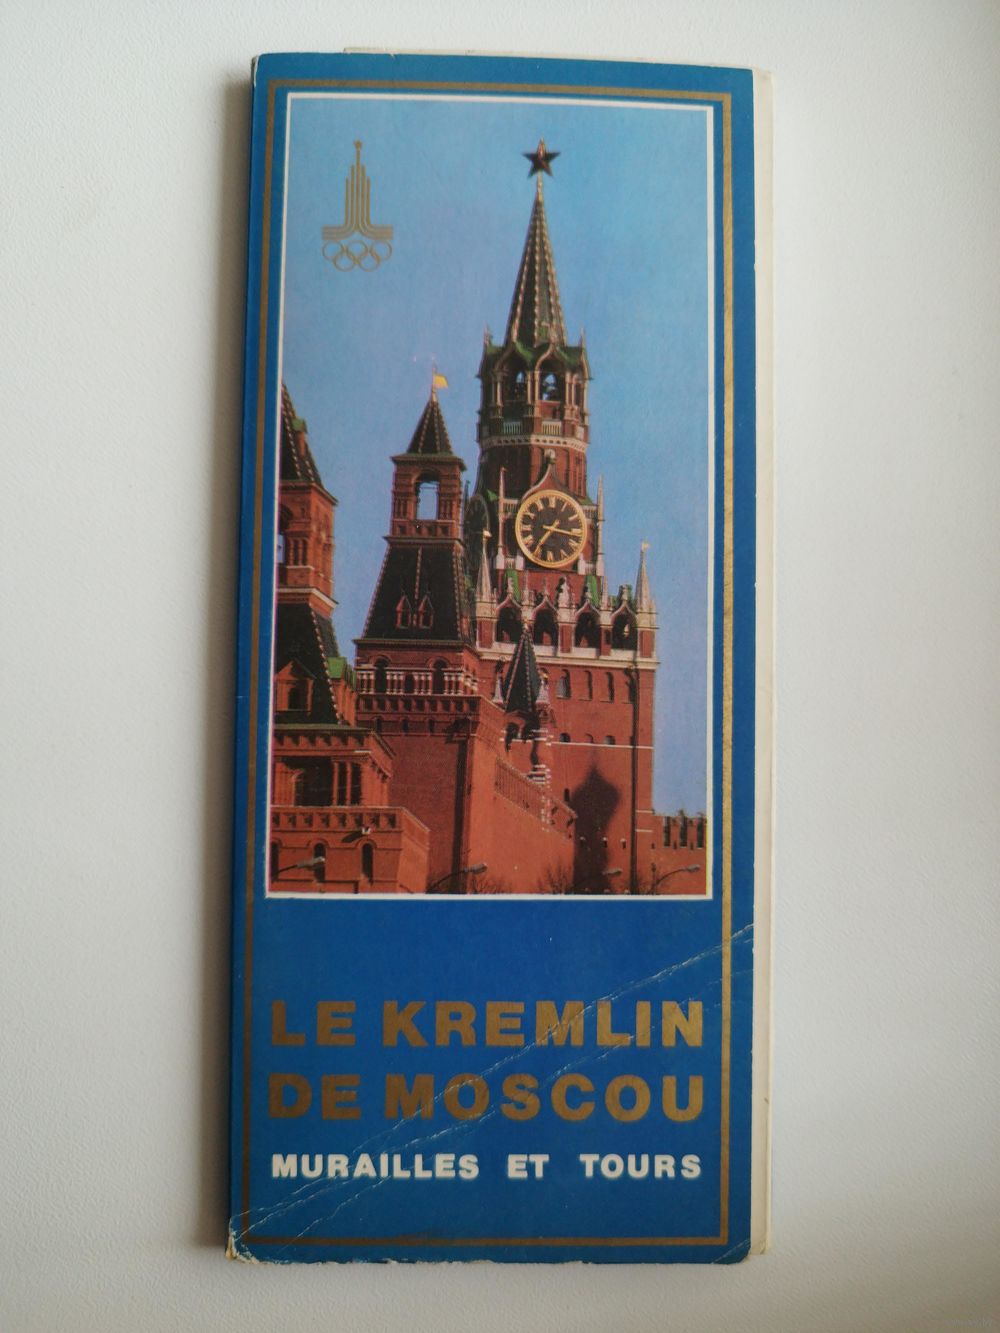 LE KREMLIN
DE MOSCOU
MURAILLES ET TOURS